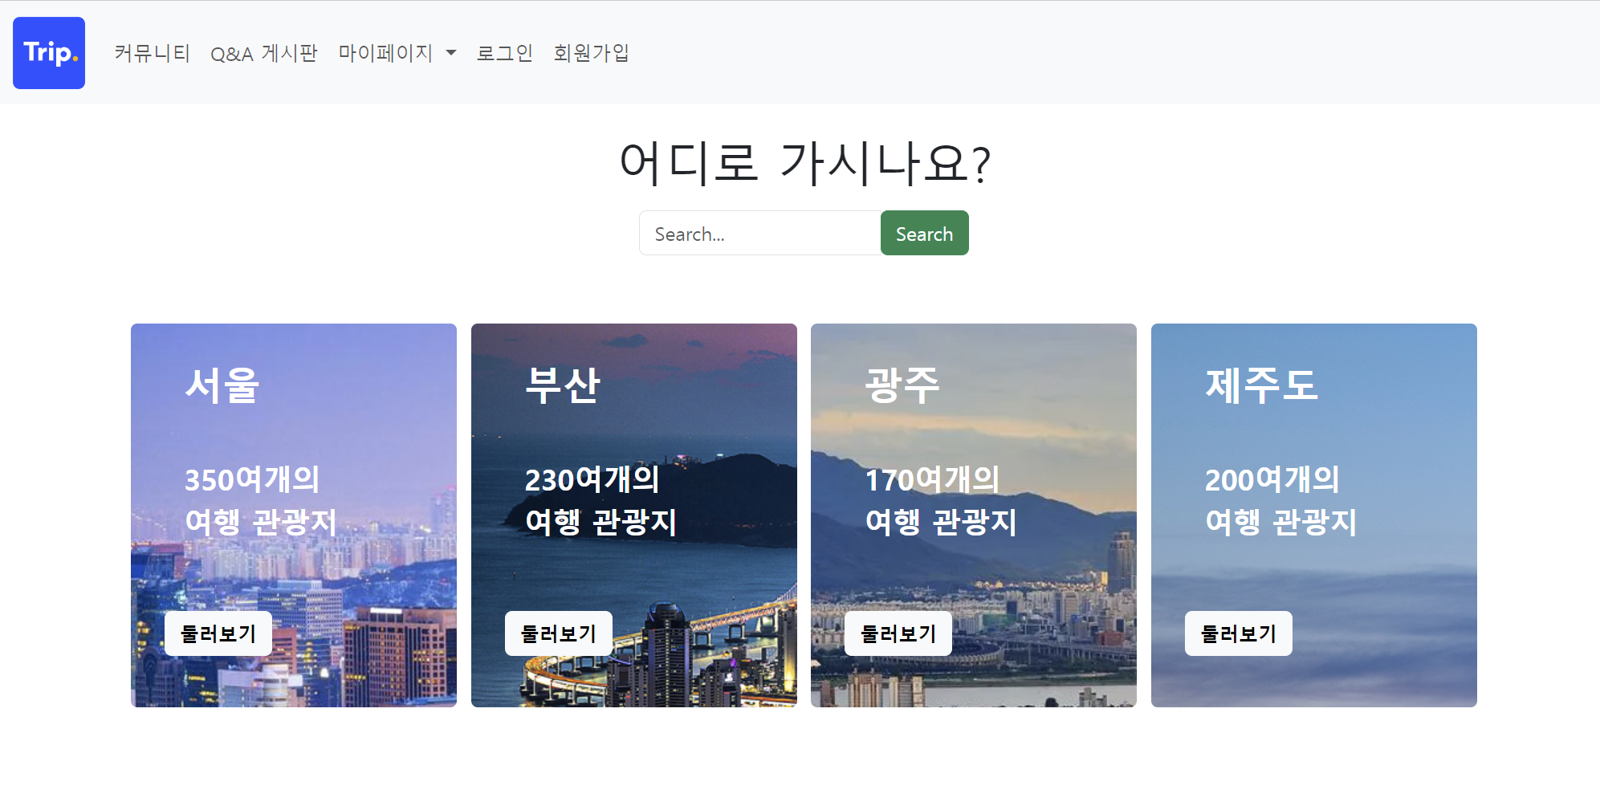 Trip.
커뮤니티 Q&A 게시판 마이페이지 로그인 회원가입
어디로 가시나요?
Search... Search
서울
350여개의
여행 관광지
둘러보기
부산
230여개의
여행 관광지
둘러보기
광주
170여개의
여행 관광지
둘러보기
제주도
200여개의
여행 관광지
둘러보기